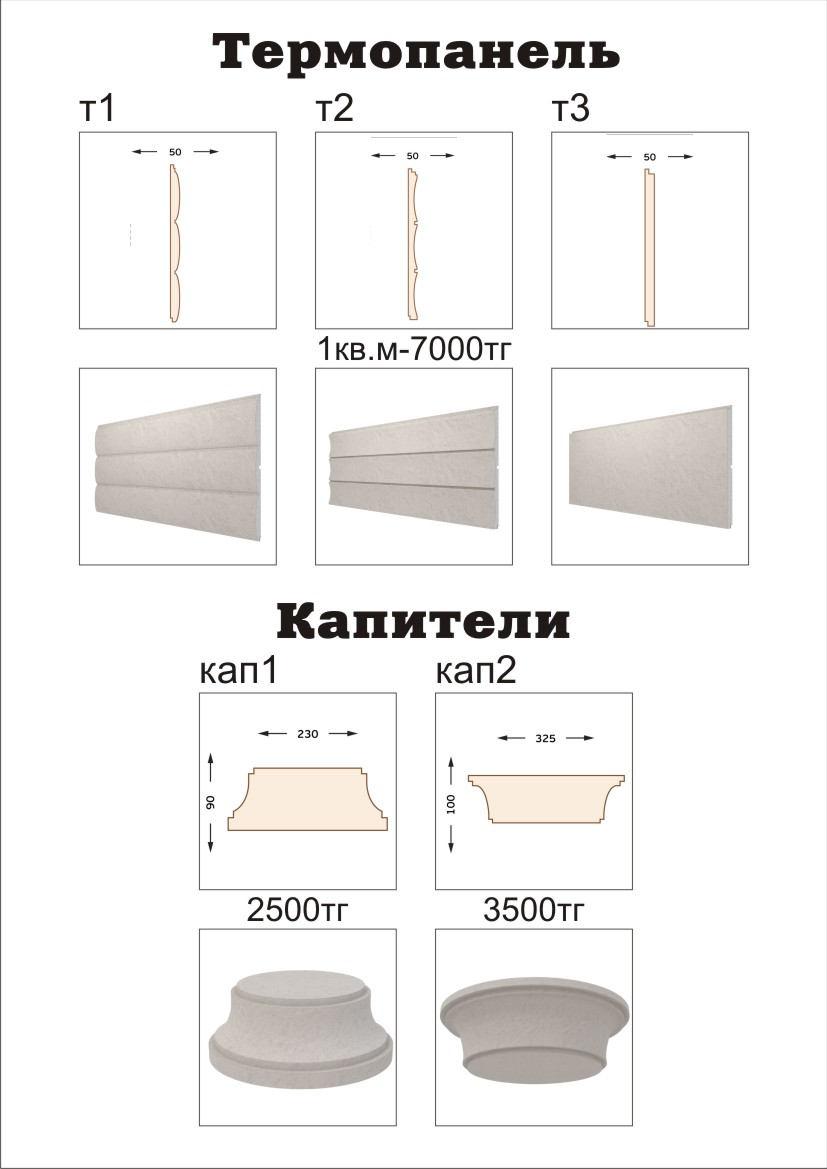 Термопанель
т1
т2
т3
50
50
50
1кв.м-7000тг
Капители
кап1
кап2
230
90
325
100
2500тг
3500тг